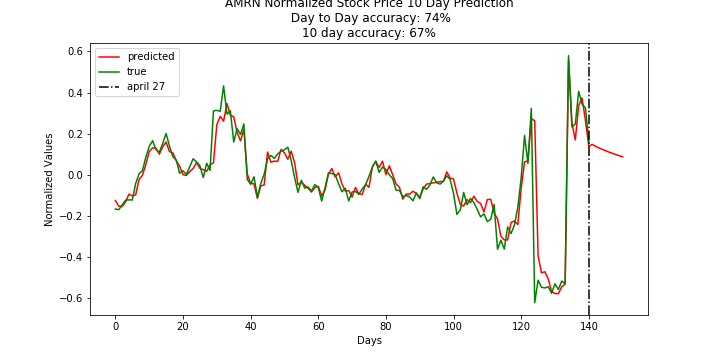 AMRN Normalized Stock Price 10 Day Prediction
Day to Day accuracy: 74%
10 day accuracy: 67%
predicted
true
april 27
Normalized Values
0.6
0.4
0.2
0.0
−0.2
−0.4
−0.6
0 20 40 60 80 100 120 140
Days